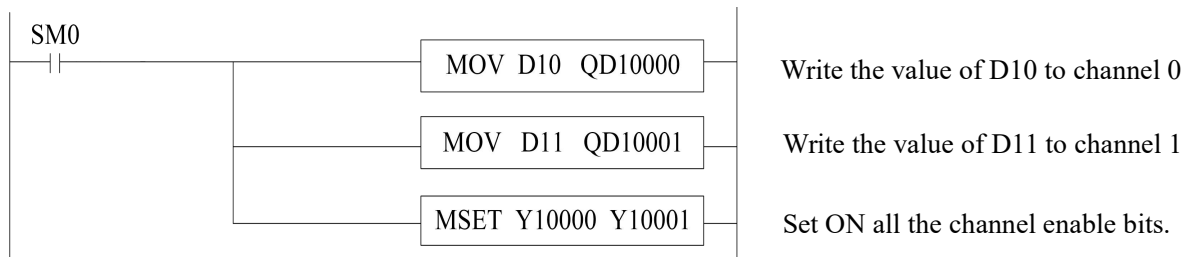 SM0
MOV D10 QD10000 Write the value of D10 to channel 0
MOV D11 QD10001 Write the value of D11 to channel 1
MSET Y10000 Y10001 Set ON all the channel enable bits.